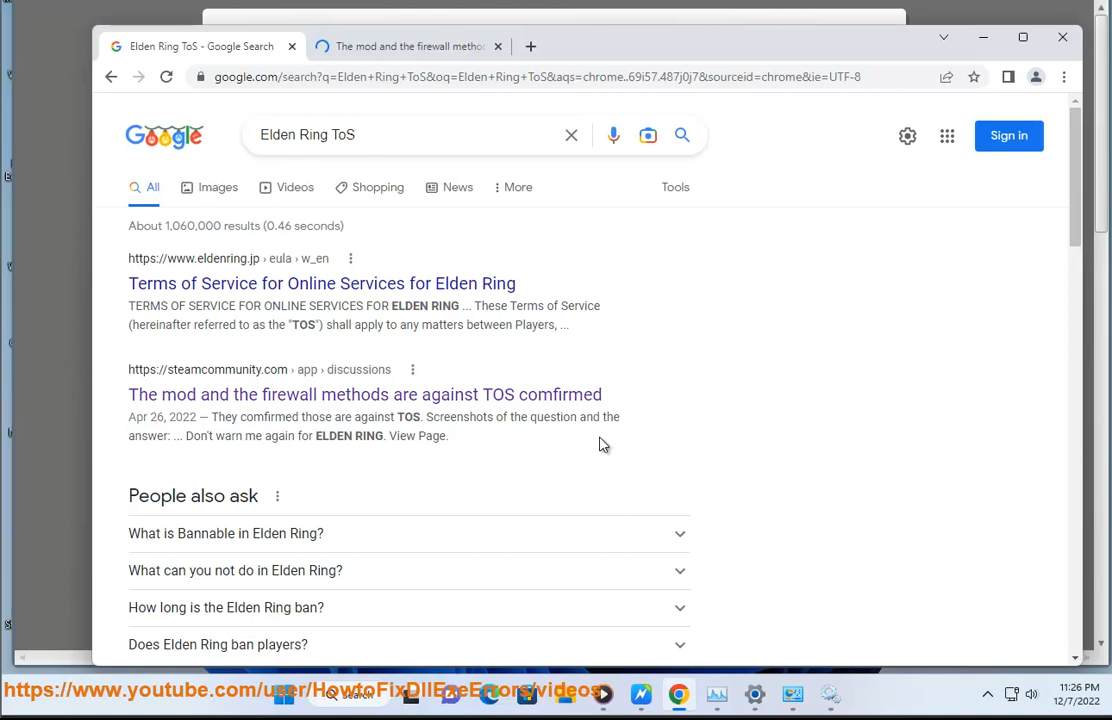 Elden Ring ToS - Google Search
The mod and the firewall metho
google.com/search?q=Elden+Ring+ToS&oq=Elden+Ring+ToS&aqs=chrome..69i57.487j0j7&sourceid=chrome&ie=UTF-8
Google
Elden Ring ToS
Sign in
All Images Videos Shopping News More Tools
About 1,060,000 results (0.46 seconds)
https://www.eldenring.jp › eula › w_en
Terms of Service for Online Services for Elden Ring
TERMS OF SERVICE FOR ONLINE SERVICES FOR ELDEN RING ... These Terms of Service
(hereinafter referred to as the "TOS") shall apply to any matters between Players, ...
https://steamcommunity.com › app › discussions
The mod and the firewall methods are against TOS comfirmed
Apr 26, 2022 — They comfirmed those are against TOS. Screenshots of the question and the
answer: ... Don't warn me again for ELDEN RING. View Page.
People also ask
What is Bannable in Elden Ring?
What can you not do in Elden Ring?
How long is the Elden Ring ban?
Does Elden Ring ban players?
https://www.youtube.com/user/HowtoFixDllExeErrors/videos
Search
11:26 PM
12/7/2022